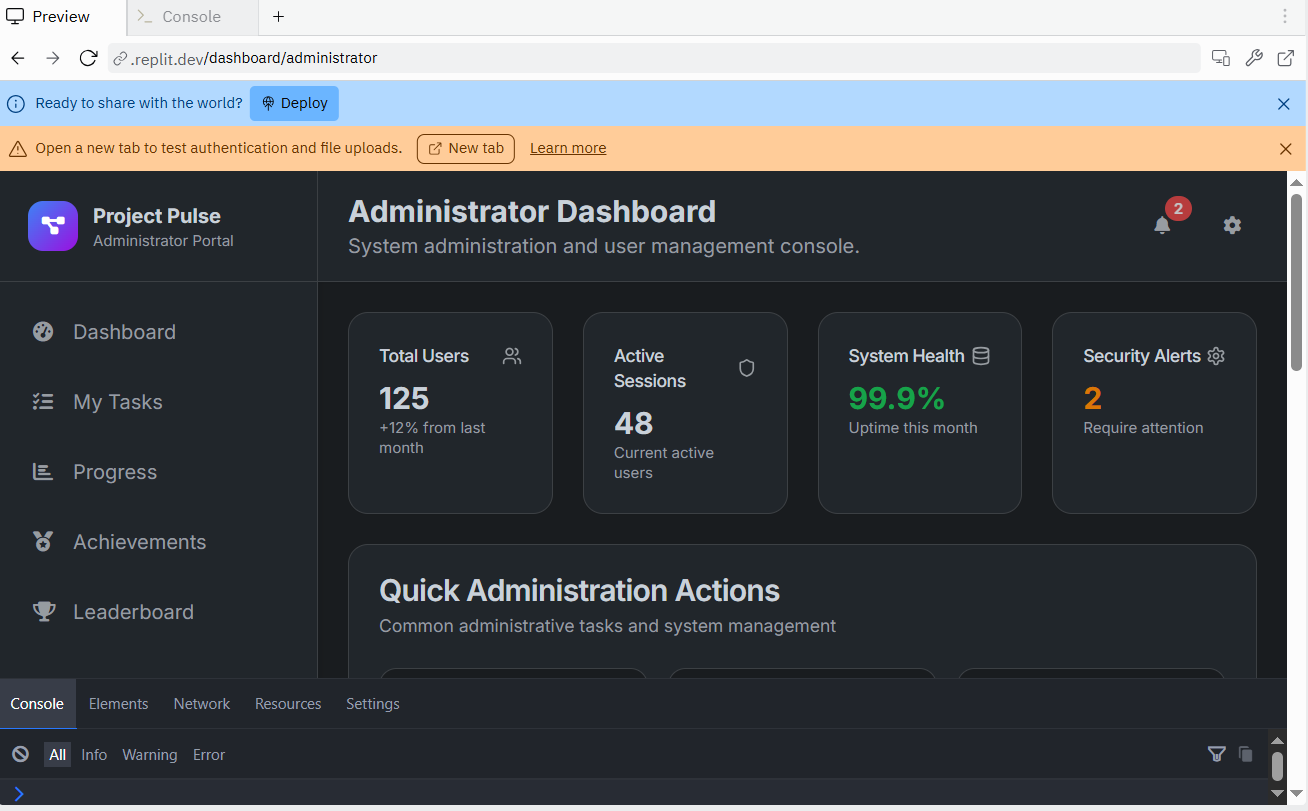 Preview
Console
.replit.dev/dashboard/administrator
Ready to share with the world?
Deploy
Open a new tab to test authentication and file uploads.
New tab
Learn more
Project Pulse
Administrator Portal
Administrator Dashboard
System administration and user management console.
2
Dashboard
My Tasks
Progress
Achievements
Leaderboard
Total Users
125
+12% from last
month
Active
Sessions
48
Current active
users
System Health
99.9%
Uptime this month
Security Alerts
2
Require attention
Quick Administration Actions
Common administrative tasks and system management
Console
Elements
Network
Resources
Settings
All
Info
Warning
Error